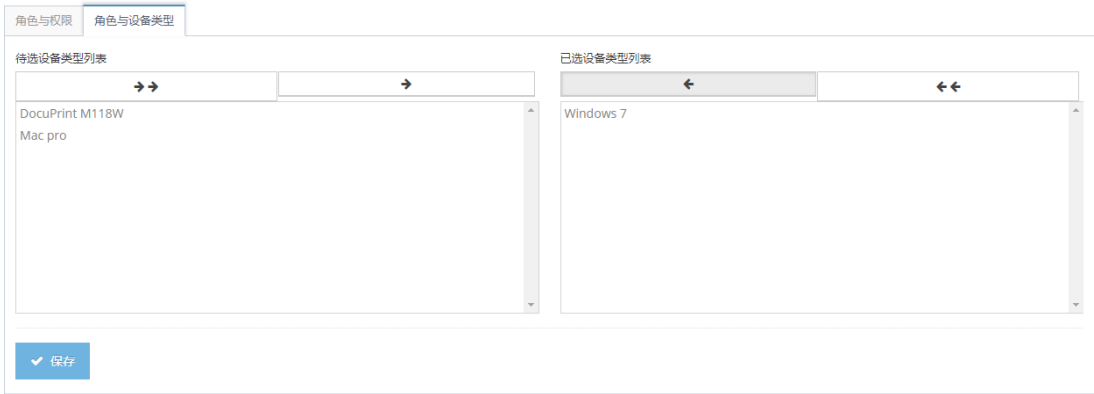 角色与权限 角色与设备类型
待选设备类型列表 已选设备类型列表
DocuPrint M118W Windows 7
Mac pro
保存